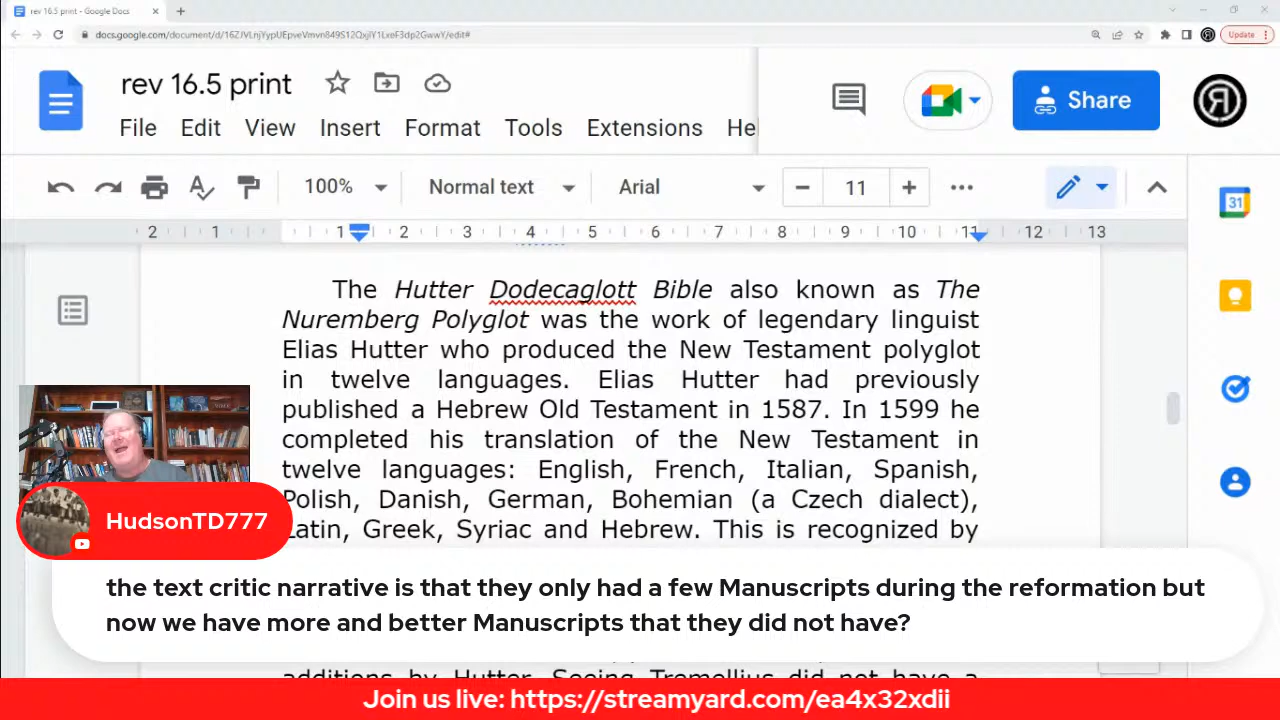 rev 16.5 print - Google Docs
docs.google.com/document/d/16ZJVLnjYypUEpveVmvn849S12QxjlY1LxeF3dp2GwwY/edit#
Update
rev 16.5 print
File Edit View Insert Format Tools Extensions He
Share
100% Normal text Arial 11
31
2 1 1 2 3 4 5 6 7 8 9 10 11 12 13
The Hutter Dodecaglott Bible also known as The
Nuremberg Polyglot was the work of legendary linguist
Elias Hutter who produced the New Testament polyglot
in twelve languages. Elias Hutter had previously
published a Hebrew Old Testament in 1587. In 1599 he
completed his translation of the New Testament in
twelve languages: English, French, Italian, Spanish,
Polish, Danish, German, Bohemian (a Czech dialect),
Latin, Greek, Syriac and Hebrew. This is recognized by
HudsonTD777
the text critic narrative is that they only had a few Manuscripts during the reformation but
now we have more and better Manuscripts that they did not have?
additions by Hutter. Seeing Tremellius did not have a
Join us live: https://streamyard.com/ea4x32xdii